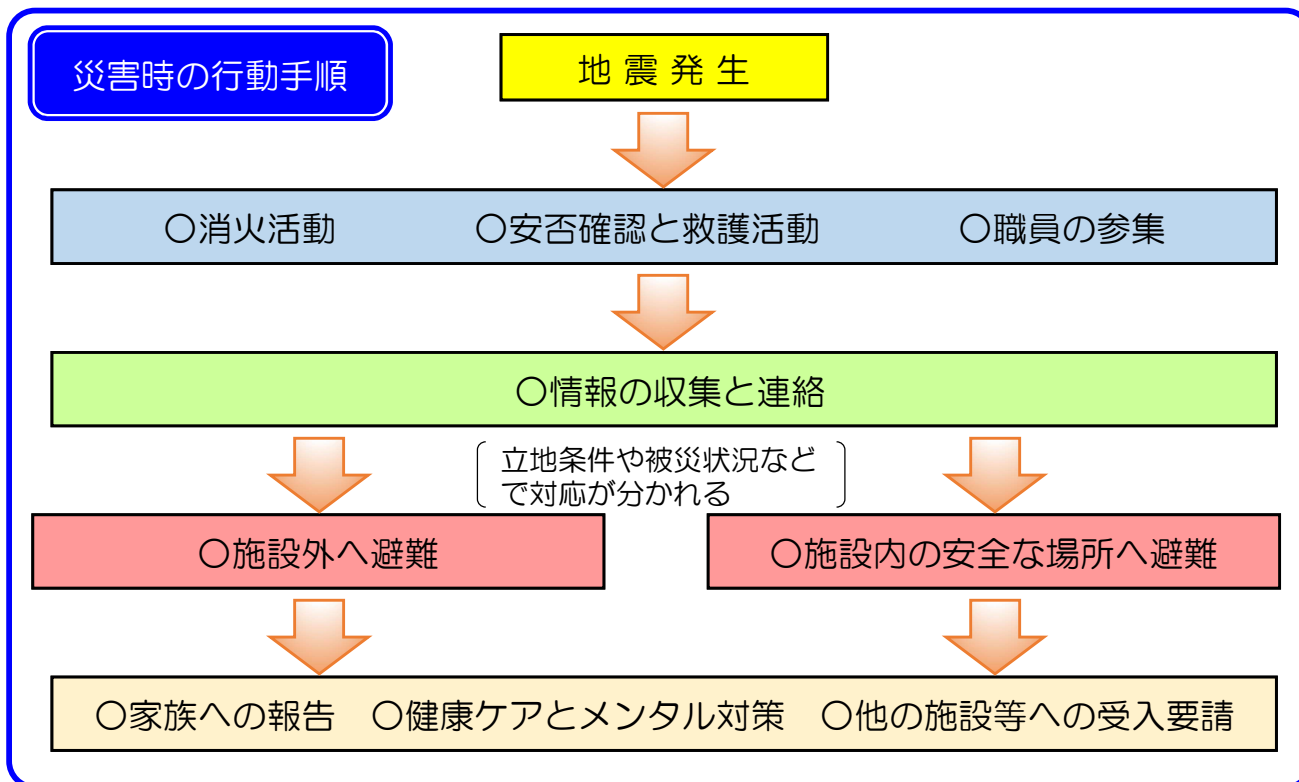 災害時の行動手順
地 震 発 生
〇消火活動 〇安否確認と救護活動 〇職員の参集
〇情報の収集と連絡
立地条件や被災状況など
で対応が分かれる
〇施設外へ避難 〇施設内の安全な場所へ避難
〇家族への報告 〇健康ケアとメンタル対策 〇他の施設等への受入要請